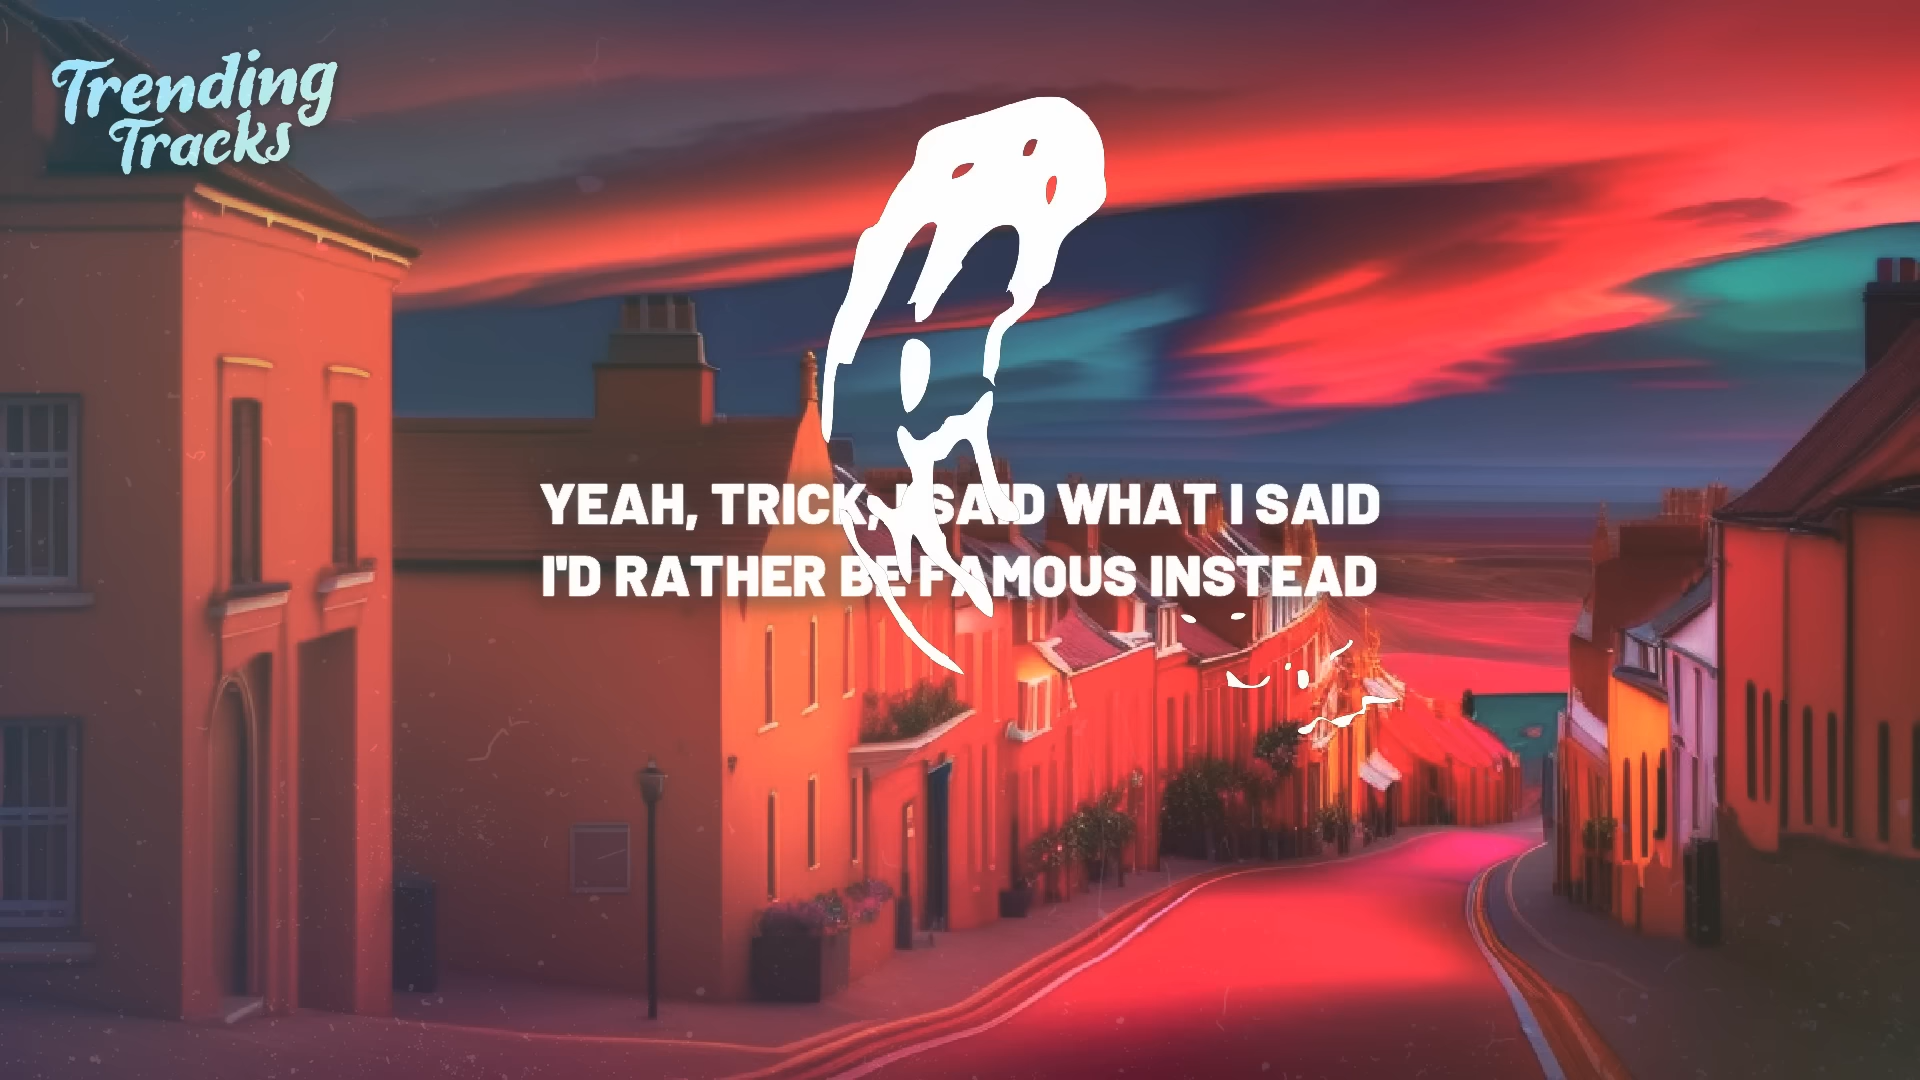 Trending
Tracks
YEAH, TRICK, I SAID WHAT I SAID
I'D RATHER BE FAMOUS INSTEAD